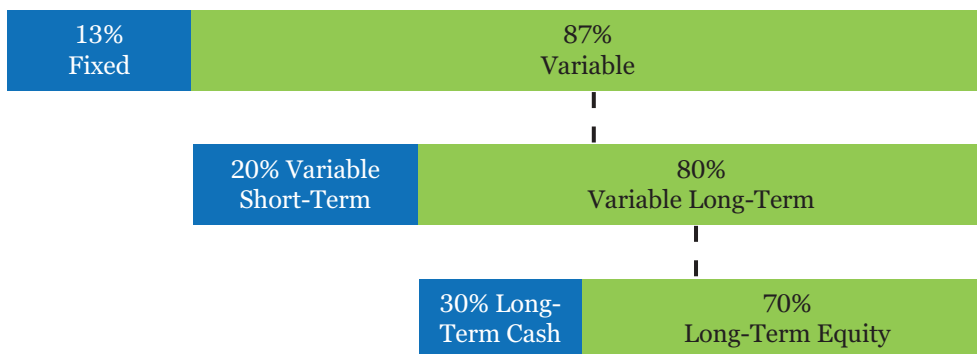 13%
Fixed
87%
Variable
20% Variable
Short-Term
80%
Variable Long-Term
30% Long-
Term Cash
70%
Long-Term Equity